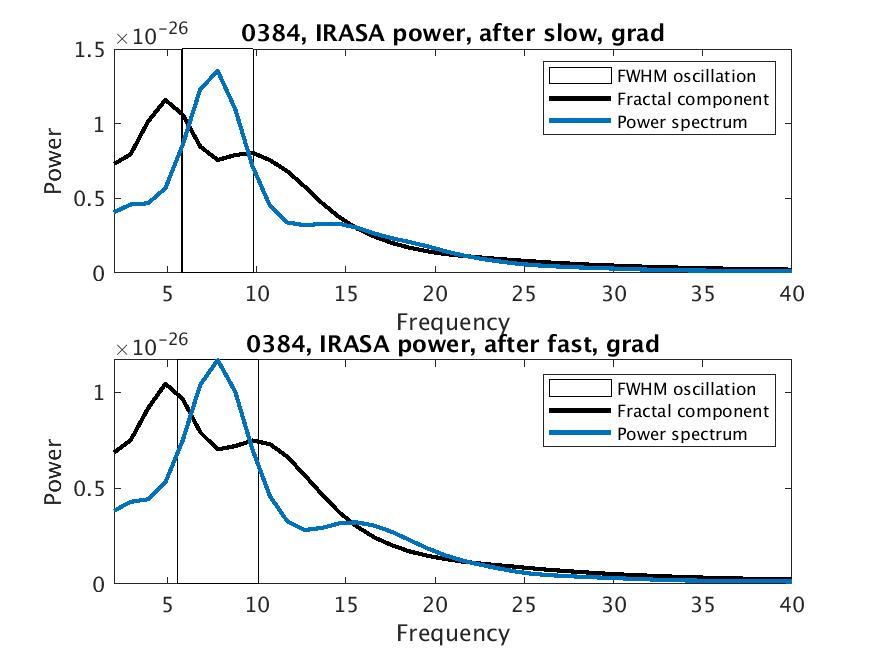 0384, IRASA power, after slow, grad
×10-26
1.5
1
0.5
0
Power
FWHM oscillation
Fractal component
Power spectrum
5 10 15 20 25 30 35 40
Frequency
0384, IRASA power, after fast, grad
×10-26
1
0.5
0
Power
FWHM oscillation
Fractal component
Power spectrum
5 10 15 20 25 30 35 40
Frequency